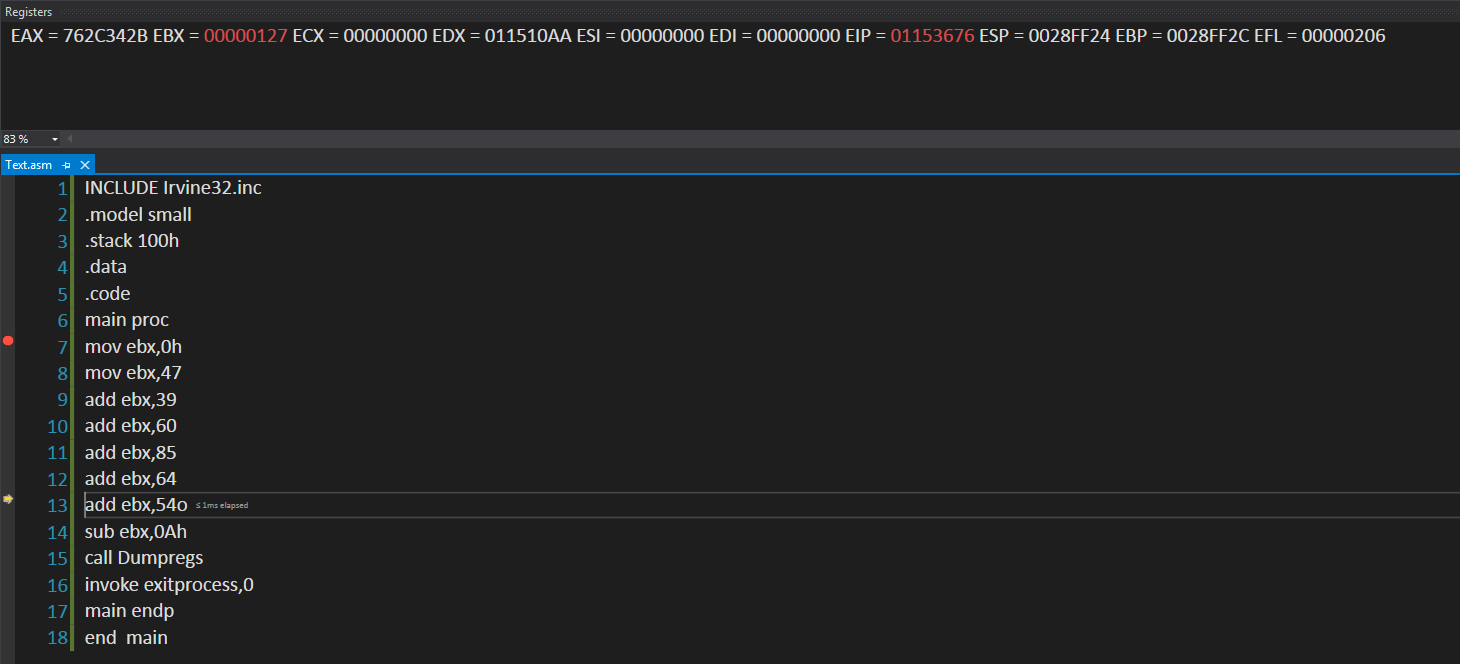 Registers
EAX = 762C342B EBX = 00000127 ECX = 00000000 EDX = 011510AA ESI = 00000000 EDI = 00000000 EIP = 01153676 ESP = 0028FF24 EBP = 0028FF2C EFL = 00000206
83 %
Text.asm
1 INCLUDE Irvine32.inc
2 .model small
3 .stack 100h
4 .data
5 .code
6 main proc
7 mov ebx,0h
8 mov ebx,47
9 add ebx,39
10 add ebx,60
11 add ebx,85
12 add ebx,64
13 add ebx,54o ≤ 1ms elapsed
14 sub ebx,0Ah
15 call Dumpregs
16 invoke exitprocess,0
17 main endp
18 end  main